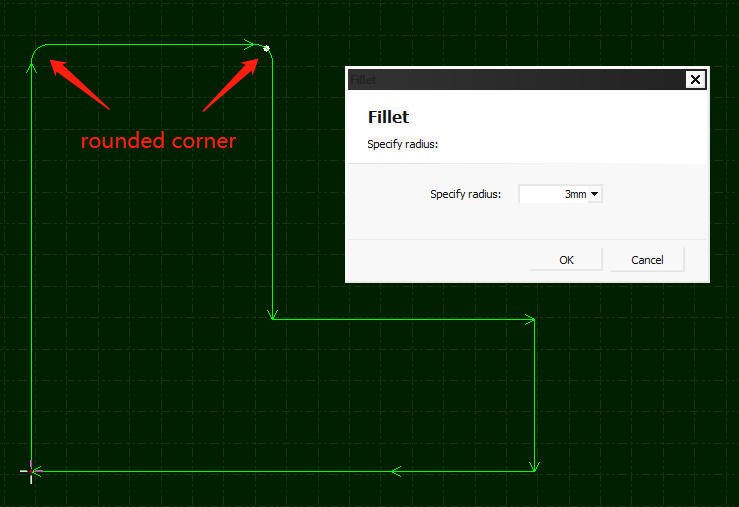 Fillet
Fillet
Specify radius:
rounded corner
Specify radius: 3mm
OK Cancel